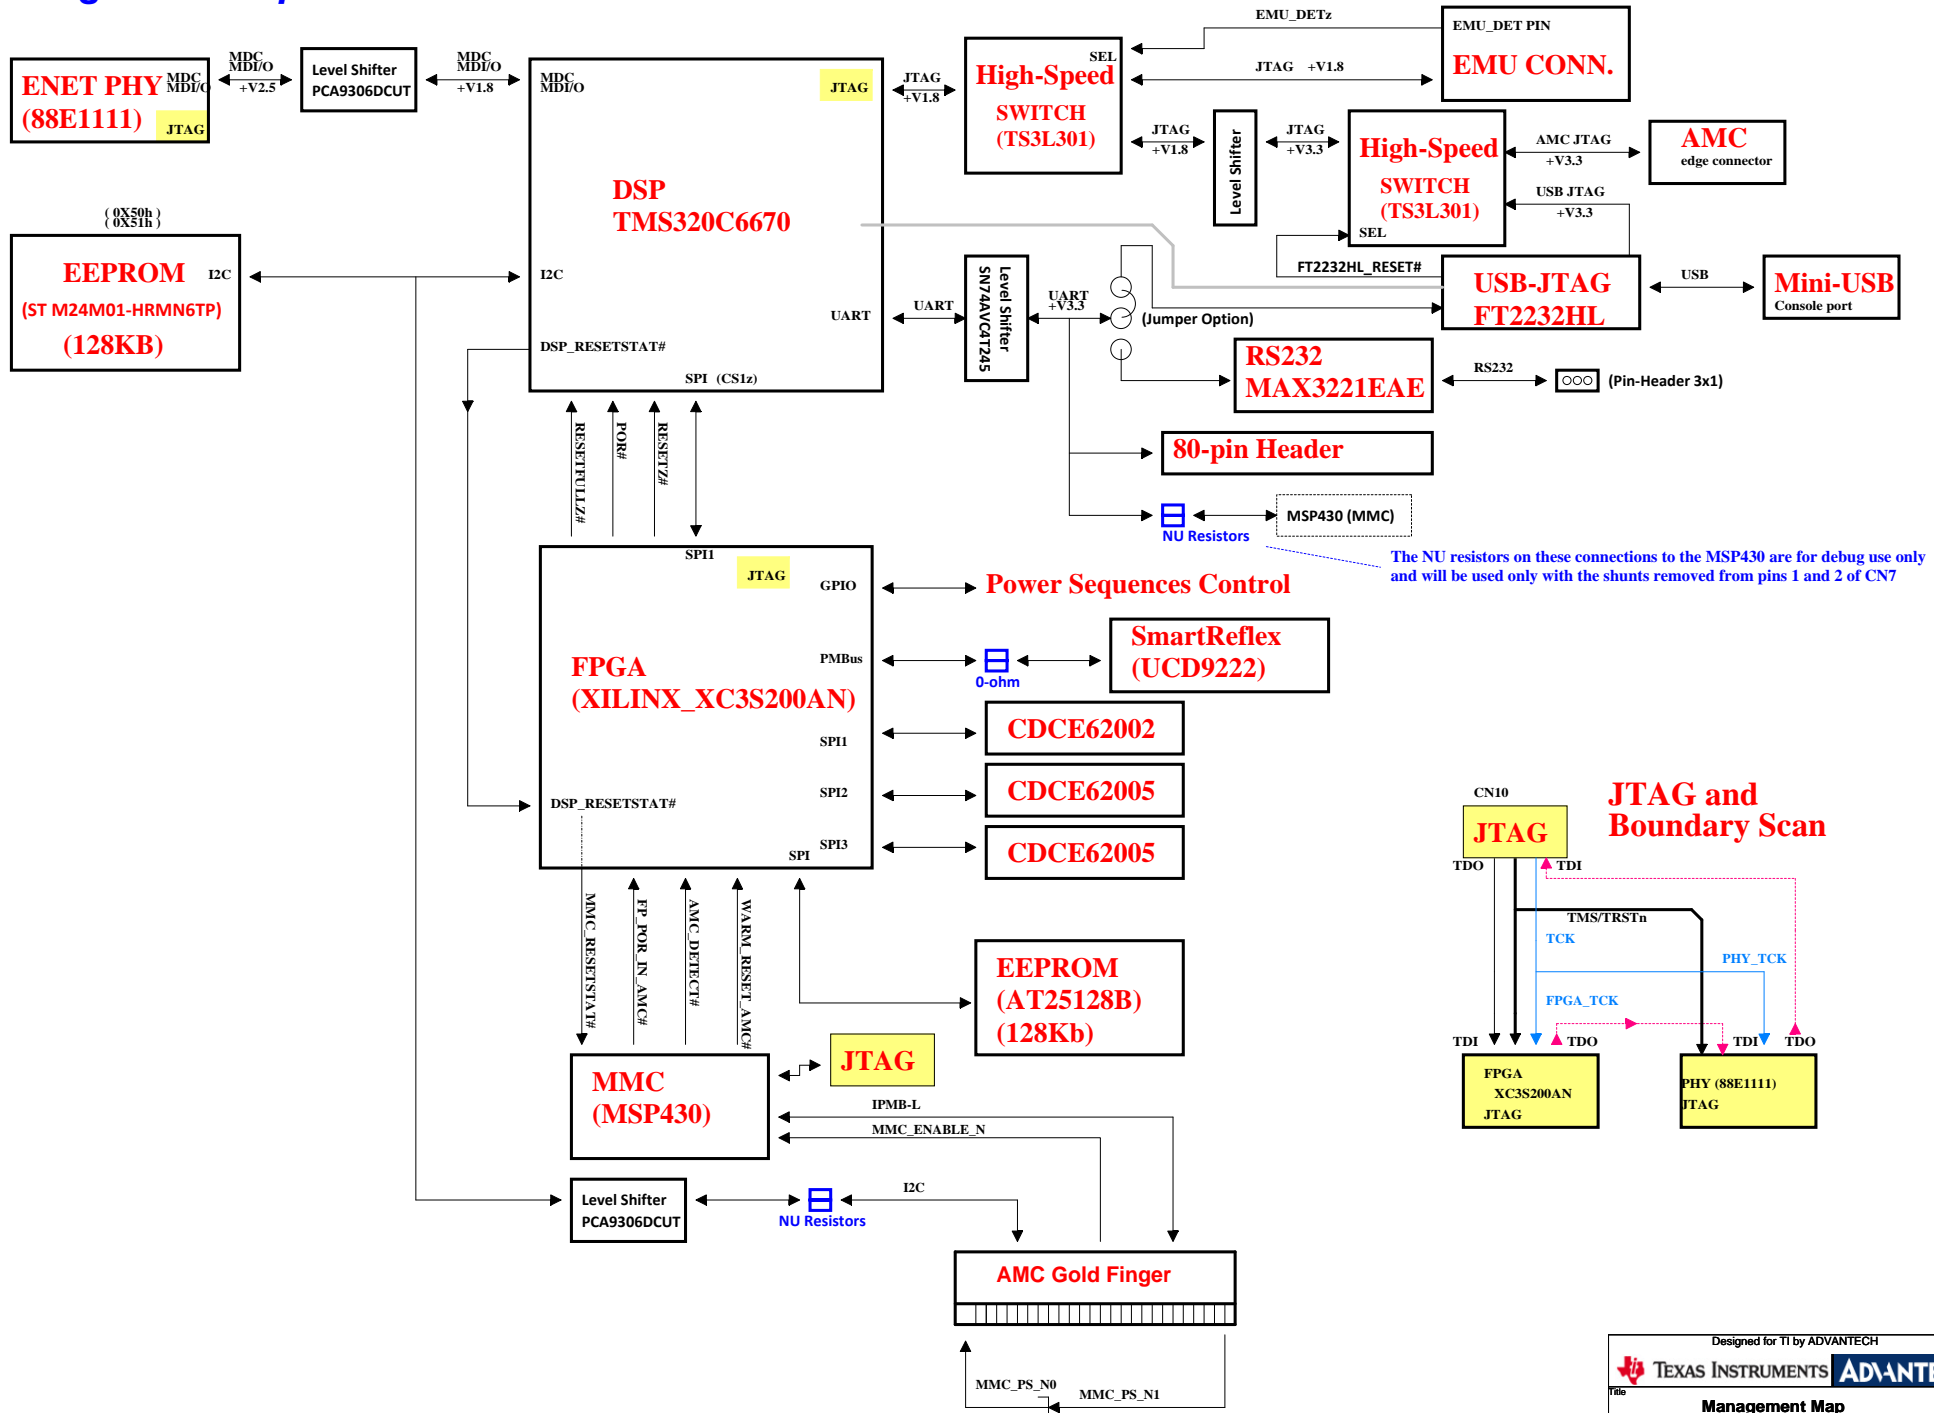 EMU_DETz
EMU_DET PIN
EMU CONN.
ENET PHY
(88E1111)
MDC
MDI/O
JTAG
MDC
MDI/O
+V2.5
Level Shifter
PCA9306DCUT
MDC
MDI/O
+V1.8
MDC
MDI/O
JTAG
JTAG
+V1.8
SEL
High-Speed
SWITCH
(TS3L301)
JTAG +V1.8
JTAG
+V1.8
Level Shifter
JTAG
+V3.3
High-Speed
SWITCH
(TS3L301)
SEL
AMC JTAG
+V3.3
USB JTAG
+V3.3
AMC
edge connector
DSP
TMS320C6670
( 0X50h )
( 0X51h )
EEPROM
I2C
(ST M24M01-HRMN6TP)
(128KB)
I2C
UART
DSP_RESETSTAT#
SPI (CS1z)
UART
Level Shifter
SN74AVC4T245
UART
+V3.3
(Jumper Option)
FT2232HL_RESET#
USB-JTAG
FT2232HL
USB
Mini-USB
Console port
RS232
MAX3221EAE
RS232
(Pin-Header 3x1)
80-pin Header
NU Resistors
MSP430 (MMC)
The NU resistors on these connections to the MSP430 are for debug use only
and will be used only with the shunts removed from pins 1 and 2 of CN7
RESETFULLZ#
POR#
RESETZ#
SPI1
JTAG
GPIO
Power Sequences Control
FPGA
(XILINX_XC3S200AN)
PMBus
0-ohm
SmartReflex
(UCD9222)
SPI1
CDCE62002
SPI2
CDCE62005
SPI3
CDCE62005
DSP_RESETSTAT#
SPI
MMC_RESETSTAT#
FP_POR_IN_AMC#
AMC_DETECT#
WARM_RESET_AMC#
EEPROM
(AT25128B)
(128Kb)
MMC
(MSP430)
JTAG
IPMB-L
MMC_ENABLE_N
Level Shifter
PCA9306DCUT
NU Resistors
I2C
AMC Gold Finger
MMC_PS_N0
MMC_PS_N1
JTAG and
Boundary Scan
CN10
JTAG
TDO
TDI
TMS/TRSTn
TCK
PHY_TCK
FPGA_TCK
TDI
TDO
TDI
TDO
FPGA
XC3S200AN
JTAG
PHY (88E1111)
JTAG
Designed for TI by ADVANTECH
TEXAS INSTRUMENTS
Title
Management Map